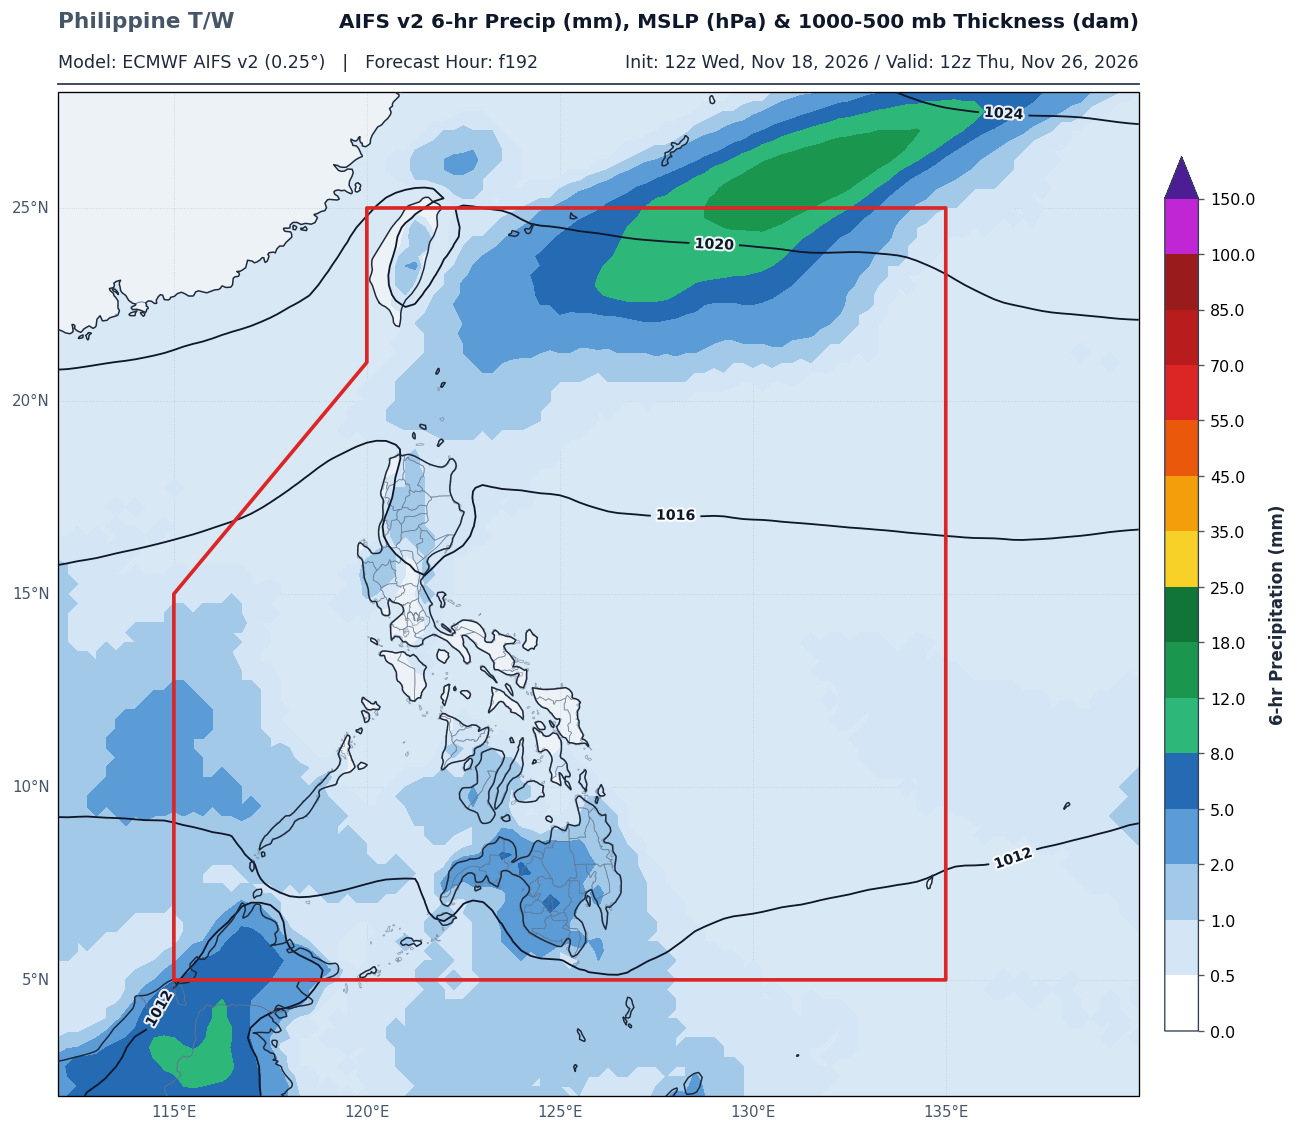 Philippine T/W
AIFS v2 6-hr Precip (mm), MSLP (hPa) & 1000-500 mb Thickness (dam)
Model: ECMWF AIFS v2 (0.25°) | Forecast Hour: f192
Init: 12z Wed, Nov 18, 2026 / Valid: 12z Thu, Nov 26, 2026
1024
1020
1016
1012
1012
25°N
20°N
15°N
10°N
5°N
115°E
120°E
125°E
130°E
135°E
150.0
100.0
85.0
70.0
55.0
45.0
35.0
25.0
18.0
12.0
8.0
5.0
2.0
1.0
0.5
0.0
6-hr Precipitation (mm)